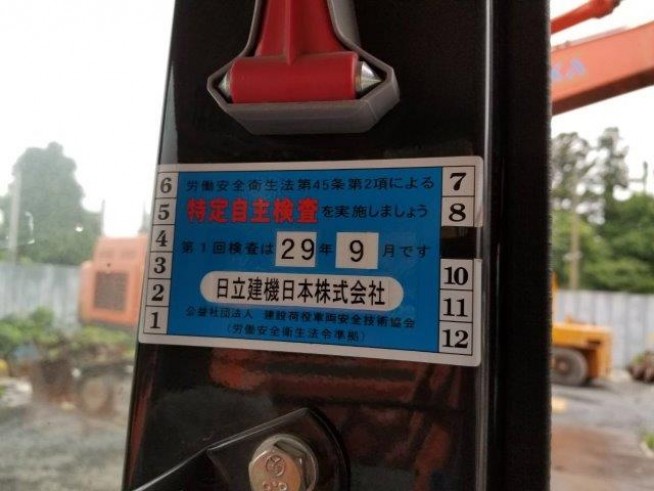 労働安全衛生法第45条第2項による
特定自主検査を実施しましょう
第1回検査は 29年 9月です
日立建機日本株式会社
公益社団法人 建設荷役車両安全技術協会
(労働安全衛生法令準拠)
6
5
4
3
2
1
7
8
10
11
12
KA